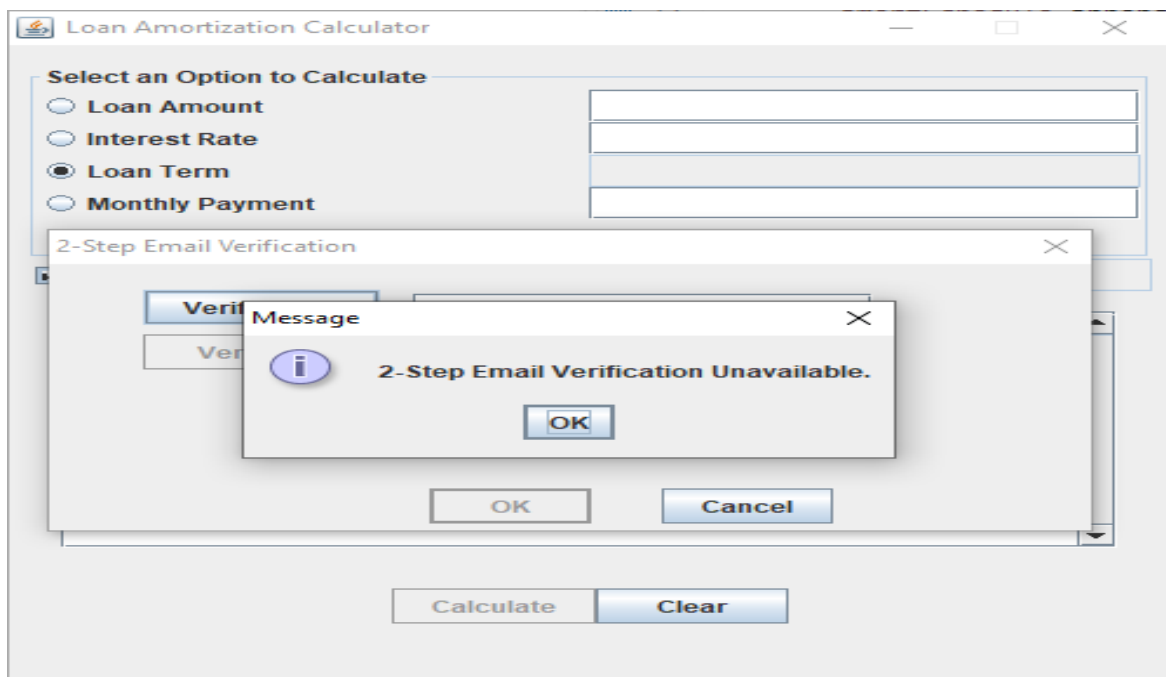 Loan Amortization Calculator
Select an Option to Calculate
Loan Amount
Interest Rate
Loan Term
Monthly Payment
2-Step Email Verification
Message
2-Step Email Verification Unavailable.
OK
OK Cancel
Calculate Clear